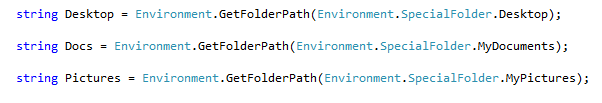 string Desktop = Environment.GetFolderPath(Environment.SpecialFolder.Desktop);
string Docs = Environment.GetFolderPath(Environment.SpecialFolder.MyDocuments);
string Pictures = Environment.GetFolderPath(Environment.SpecialFolder.MyPictures);